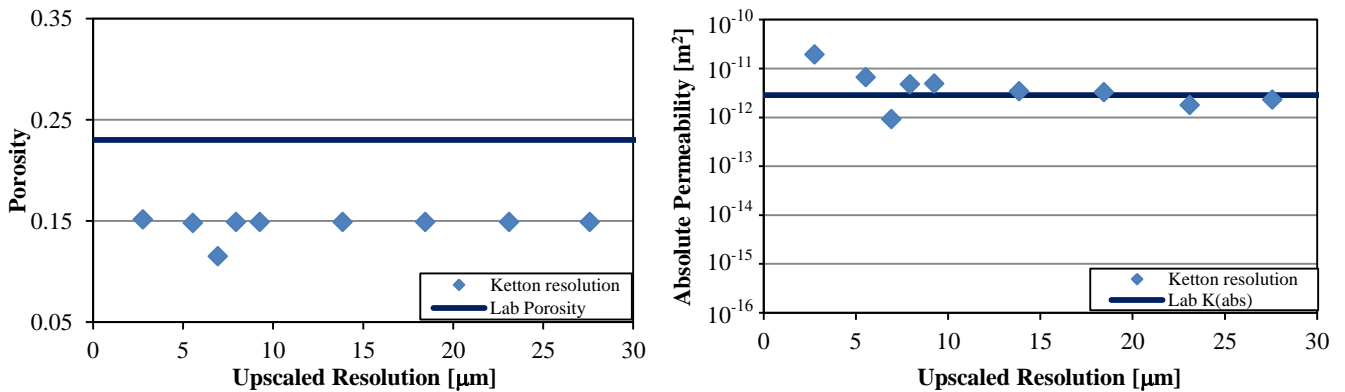 0.35
0.25
0.15
0.05
Porosity
0 5 10 15 20 25 30
Upscaled Resolution [μm]
Ketton resolution
Lab Porosity
10⁻¹⁰
10⁻¹¹
10⁻¹²
10⁻¹³
10⁻¹⁴
10⁻¹⁵
10⁻¹⁶
Absolute Permeability [m²]
0 5 10 15 20 25 30
Upscaled Resolution [μm]
Ketton resolution
Lab K(abs)